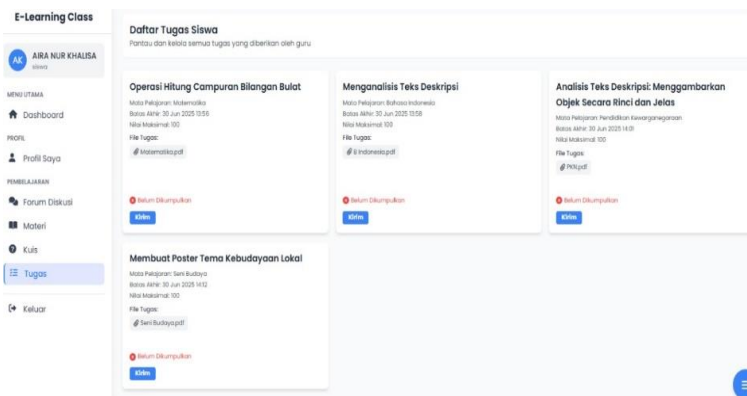 E-Learning Class
AK
AIRA NUR KHALISA
siswa
MENU UTAMA
Dashboard
PROFIL
Profil Saya
PEMBELAJARAN
Forum Diskusi
Materi
Kuis
Tugas
Keluar
Daftar Tugas Siswa
Pantau dan kelola semua tugas yang diberikan oleh guru
Operasi Hitung Campuran Bilangan Bulat
Mata Pelajaran: Matematika
Batas Akhir: 30 Jun 2025 13:56
Nilai Maksimal: 100
File Tugas:
Matematika.pdf
Belum Dikumpulkan
Kirim
Menganalisis Teks Deskripsi
Mata Pelajaran: Bahasa Indonesia
Batas Akhir: 30 Jun 2025 13:58
Nilai Maksimal: 100
File Tugas:
B Indonesia.pdf
Belum Dikumpulkan
Kirim
Analisis Teks Deskripsi: Menggambarkan
Objek Secara Rinci dan Jelas
Mata Pelajaran: Pendidikan Kewarganegaraan
Batas Akhir: 30 Jun 2025 14:01
Nilai Maksimal: 100
File Tugas:
PKN.pdf
Belum Dikumpulkan
Kirim
Membuat Poster Tema Kebudayaan Lokal
Mata Pelajaran: Seni Budaya
Batas Akhir: 30 Jun 2025 14:12
Nilai Maksimal: 100
File Tugas:
Seni Budaya.pdf
Belum Dikumpulkan
Kirim